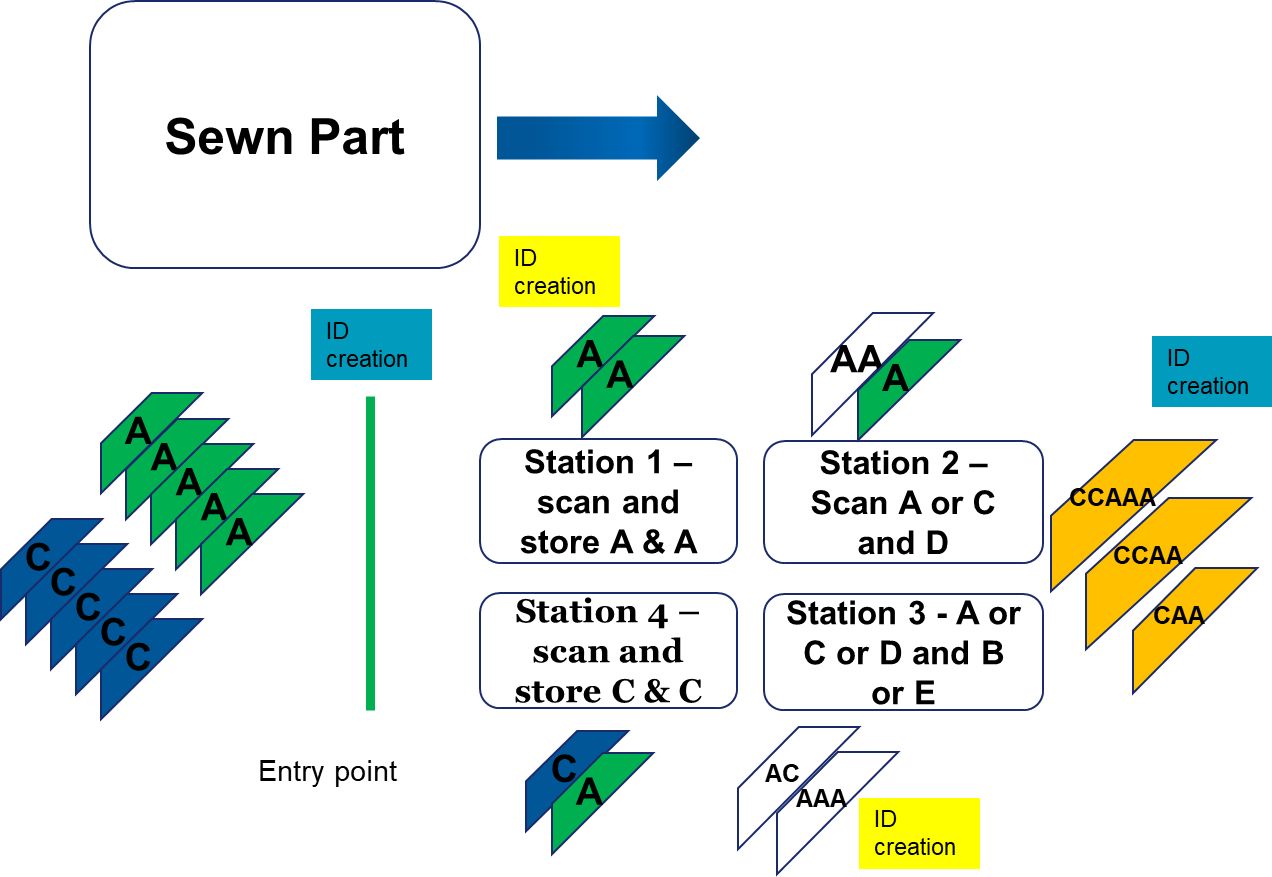 Sewn Part
ID
creation
ID
creation
A
A
AA
A
ID
creation
A
A
A
A
A
C
C
C
C
C
Station 1 –
scan and
store A & A
Station 2 –
Scan A or C
and D
CCAAA
CCAA
CAA
Station 4 –
scan and
store C & C
Station 3 - A or
C or D and B
or E
Entry point
C
A
AC
AAA
ID
creation